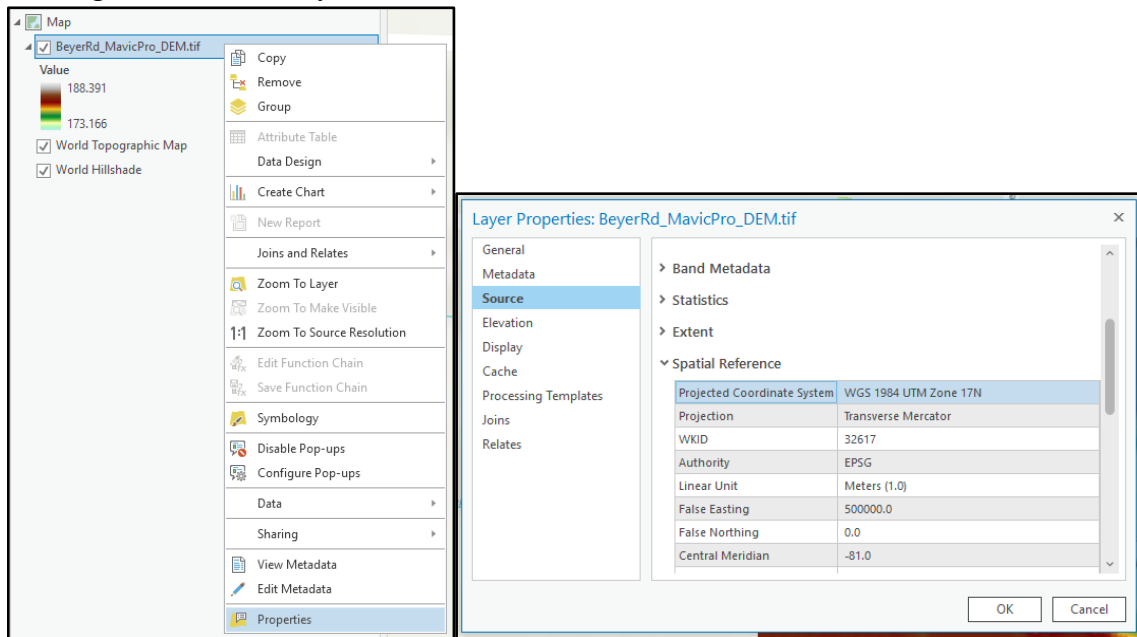 Map
BeyerRd_MavicPro_DEM.tif
Value
188.391
173.166
World Topographic Map
World Hillshade
Copy
Remove
Group
Attribute Table
Data Design
Create Chart
New Report
Joins and Relates
Zoom To Layer
Zoom To Make Visible
1:1 Zoom To Source Resolution
Edit Function Chain
Save Function Chain
Symbology
Disable Pop-ups
Configure Pop-ups
Data
Sharing
View Metadata
Edit Metadata
Properties
Layer Properties: BeyerRd_MavicPro_DEM.tif
General
Metadata
Source
Elevation
Display
Cache
Processing Templates
Joins
Relates
Band Metadata
Statistics
Extent
Spatial Reference
Projected Coordinate System WGS 1984 UTM Zone 17N
Projection Transverse Mercator
WKID 32617
Authority EPSG
Linear Unit Meters (1.0)
False Easting 500000.0
False Northing 0.0
Central Meridian -81.0
OK Cancel